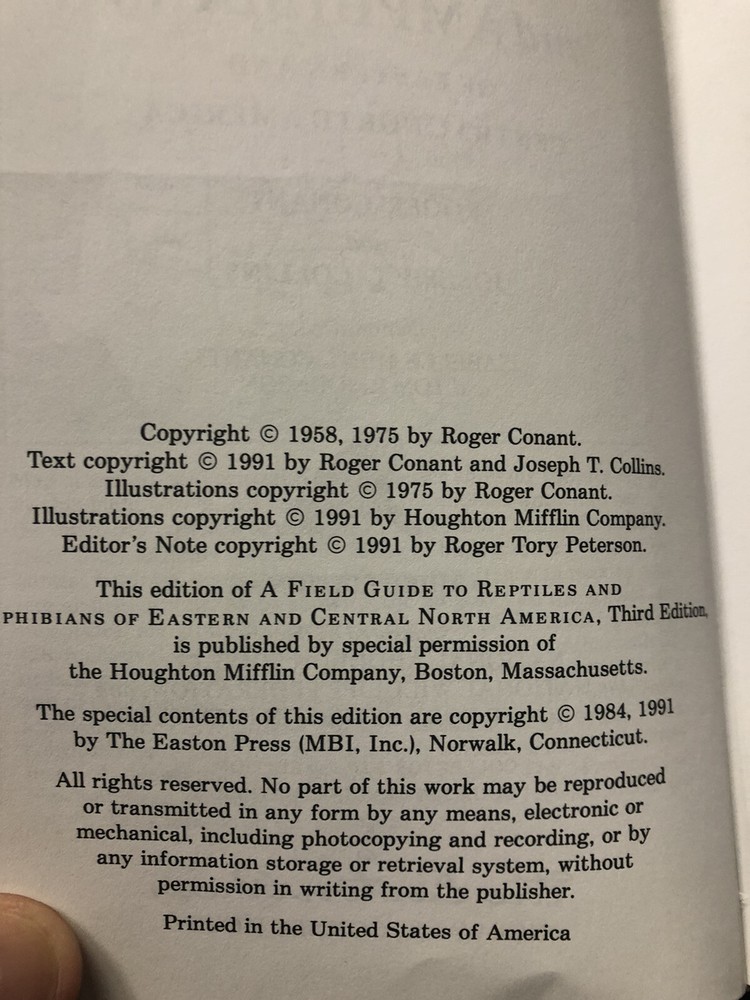 Copyright © 1958, 1975 by Roger Conant.
Text copyright © 1991 by Roger Conant and Joseph T. Collins.
Illustrations copyright © 1975 by Roger Conant.
Illustrations copyright © 1991 by Houghton Mifflin Company.
Editor's Note copyright © 1991 by Roger Tory Peterson.
This edition of A FIELD GUIDE TO REPTILES AND
PHIBIANS OF EASTERN AND CENTRAL NORTH AMERICA, Third Edition,
is published by special permission of
the Houghton Mifflin Company, Boston, Massachusetts.
The special contents of this edition are copyright © 1984, 1991
by The Easton Press (MBI, Inc.), Norwalk, Connecticut.
All rights reserved. No part of this work may be reproduced
or transmitted in any form by any means, electronic or
mechanical, including photocopying and recording, or by
any information storage or retrieval system, without
permission in writing from the publisher.
Printed in the United States of America